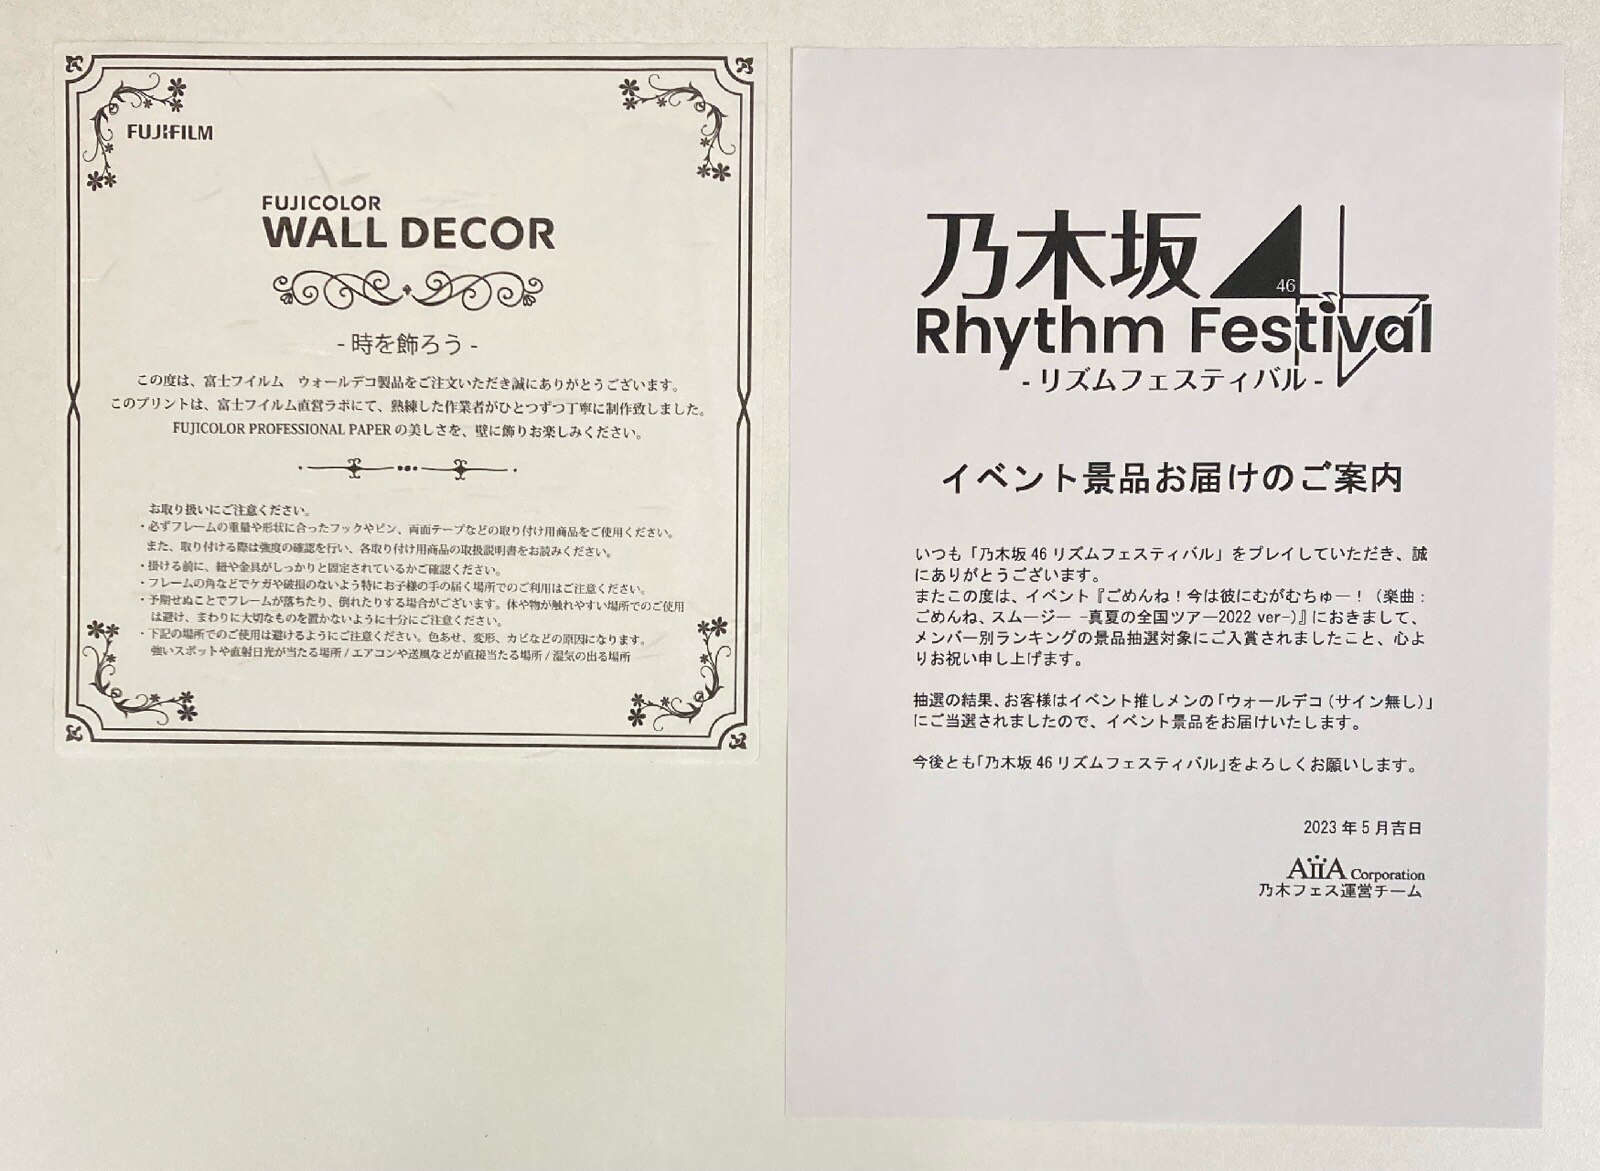 FUJIFILM
FUJICOLOR
WALL DECOR
- 時を飾ろう -
この度は、富士フイルム　ウォールデコ製品をご注文いただき誠にありがとうございます。
このプリントは、富士フイルム直営ラボにて、熟練した作業者がひとつずつ丁寧に制作致しました。
FUJICOLOR PROFESSIONAL PAPER の美しさを、壁に飾りお楽しみください。
お取り扱いにご注意ください。
・必ずフレームの重量や形状に合ったフックやピン、両面テープなどの取り付け用商品をご使用ください。
また、取り付ける際は強度の確認を行い、各取り付け用商品の取扱説明書をお読みください。
・掛ける前に、紐や金具がしっかりと固定されているかご確認ください。
・フレームの角などでケガや破損のないよう特にお子様の手の届く場所でのご利用はご注意ください。
・予期せぬことでフレームが落ちたり、倒れたりする場合がございます。体や物が触れやすい場所でのご使用
は避け、まわりに大切なものを置かないように十分にご注意ください。
・下記の場所でのご使用は避けるようにご注意ください。色あせ、変形、カビなどの原因になります。
強いスポットや直射日光が当たる場所 / エアコンや送風などが直接当たる場所 / 湿気の出る場所
乃木坂46
Rhythm Festival
- リズムフェスティバル -
イベント景品お届けのご案内
いつも「乃木坂 46 リズムフェスティバル」をプレイしていただき、誠
にありがとうございます。
またこの度は、イベント『ごめんね！今は彼にむがむちゅー！（楽曲：
ごめんね、スムージー -真夏の全国ツアー2022 ver-)』におきまして、
メンバー別ランキングの景品抽選対象にご入賞されましたこと、心よ
りお祝い申し上げます。
抽選の結果、お客様はイベント推しメンの「ウォールデコ（サイン無し）」
にご当選されましたので、イベント景品をお届けいたします。
今後とも「乃木坂 46 リズムフェスティバル」をよろしくお願いします。
2023 年 5 月吉日
AiiA Corporation
乃木フェス運営チーム